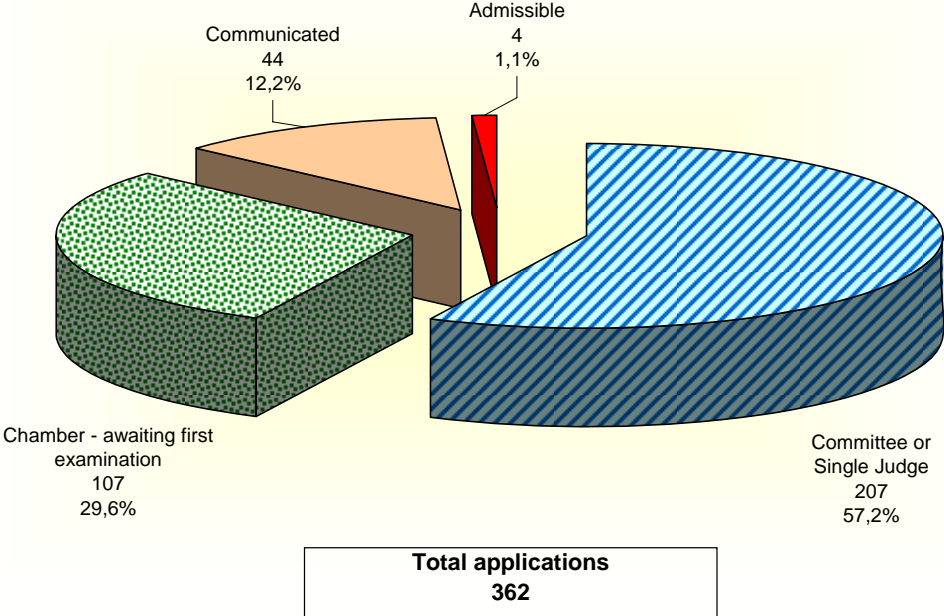 Admissible
4
1,1%
Communicated
44
12,2%
Chamber - awaiting first
examination
107
29,6%
Committee or
Single Judge
207
57,2%
Total applications
362